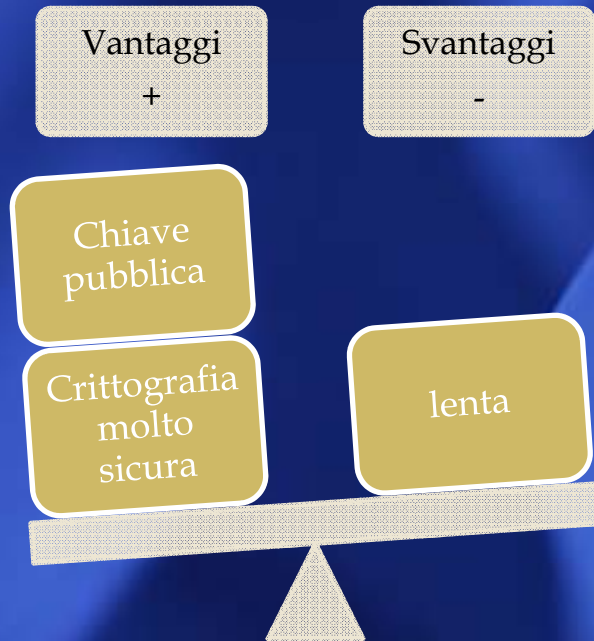 Vantaggi
+
Svantaggi
-
Chiave
pubblica
Crittografia
molto
sicura
lenta